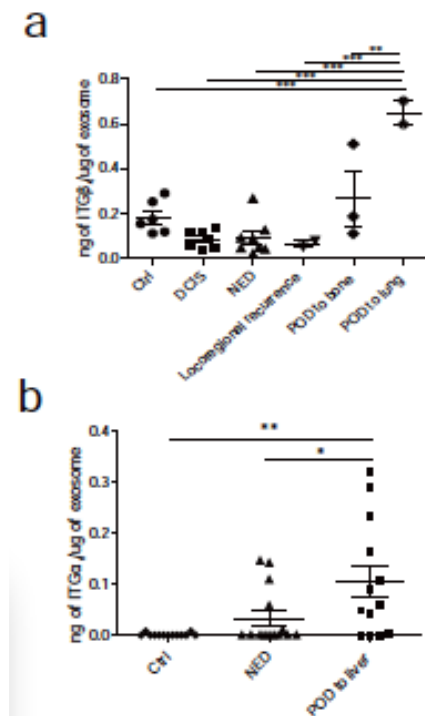 a
**
***
***
***
***
ng of ITGβ/ug of exosome
0.8
0.6
0.4
0.2
0.0
Ctrl
DCIS
NED
Locoregional recurrence
POD to bone
POD to lung
b
ng of ITGα/ug of exosome
**
*
0.4
0.3
0.2
0.1
0.0
Ctrl
NED
POD to liver